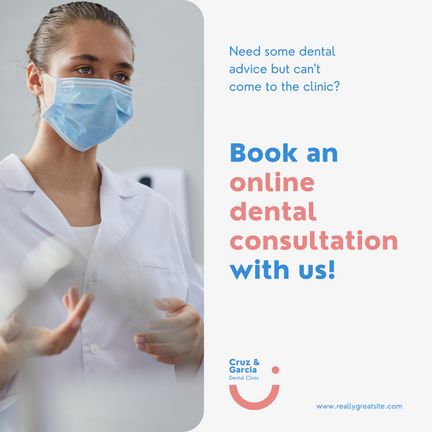 Need some dental
advice but can't
come to the clinic?
Book an
online
dental
consultation
with us!
Cruz &
Garcia
Dental Clinic
www.reallygreatsite.com